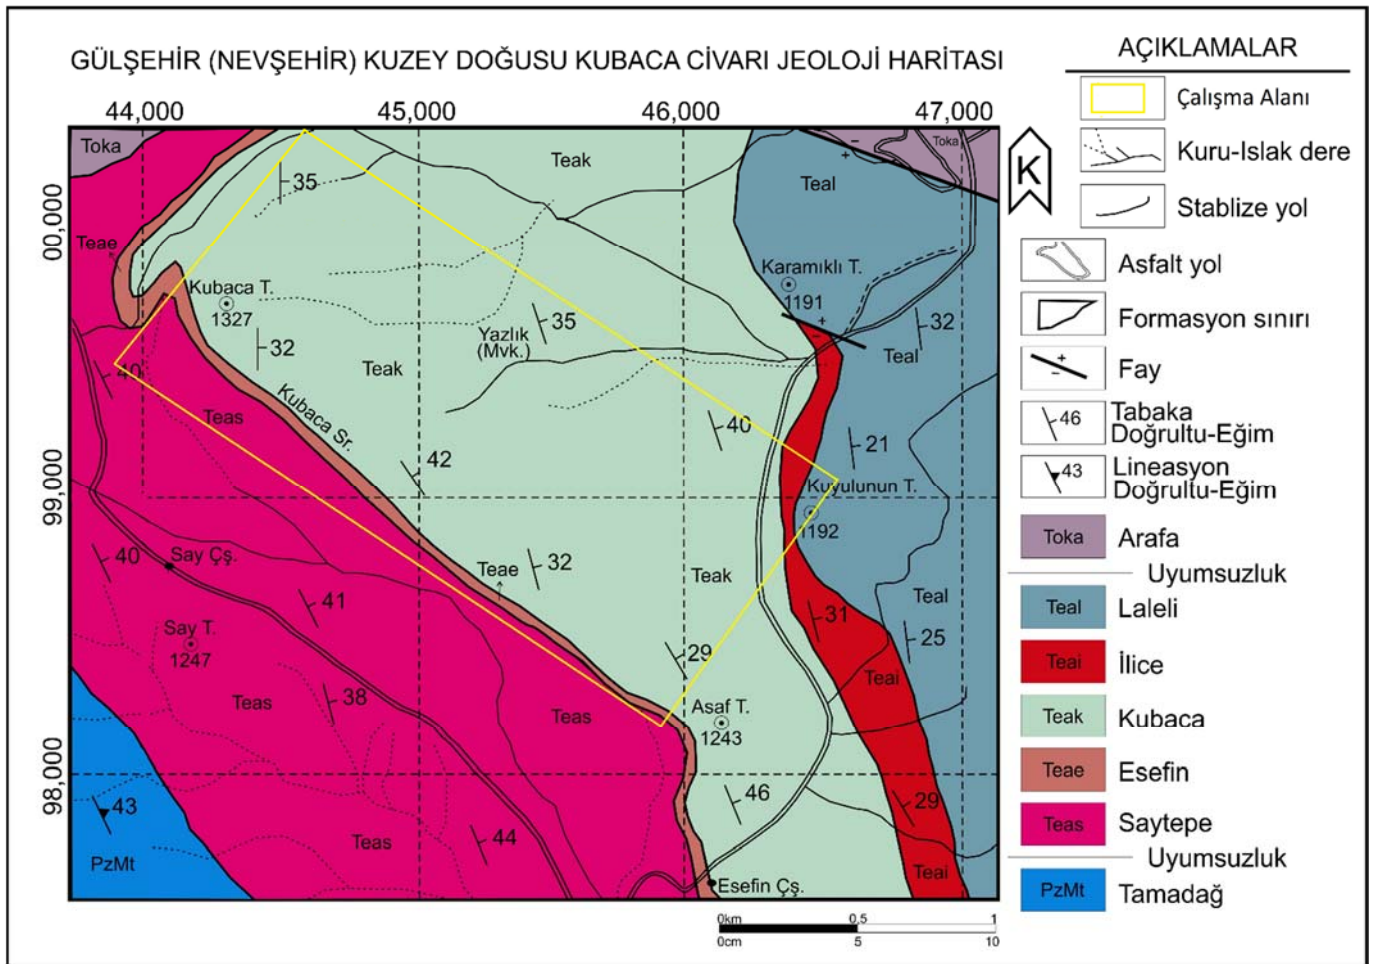 GÜLŞEHİR (NEVŞEHİR) KUZEY DOĞUSU KUBACA CİVARI JEOLOJİ HARİTASI
44,000 45,000 46,000 47,000
00,000
99,000
98,000
Toka
Teak
Toka
Teal
35
Teae
Karamıklı T.
1191
Kubaca T.
1327
32
35
Yazlık
(Mvk.)
+
-
+
-
32
Teal
40
Teak
Teas
Kubaca Sr.
40
21
42
Kuyulunun T.
1192
40
Say Çş.
32
Teae
Teak
Teal
41
31
25
Say T.
1247
29
Teai
38
Teas
Teas
Asaf T.
1243
43
46
29
44
Teas
PzMt
Esefin Çş.
Teai
0km 0.5 1
0cm 5 10
K
AÇIKLAMALAR
Çalışma Alanı
Kuru-Islak dere
Stablize yol
Asfalt yol
Formasyon sınırı
+
-
Fay
46 Tabaka
Doğrultu-Eğim
43 Lineasyon
Doğrultu-Eğim
Toka Arafa
Uyumsuzluk
Teal Laleli
Teai İlice
Teak Kubaca
Teae Esefin
Teas Saytepe
Uyumsuzluk
PzMt Tamadağ